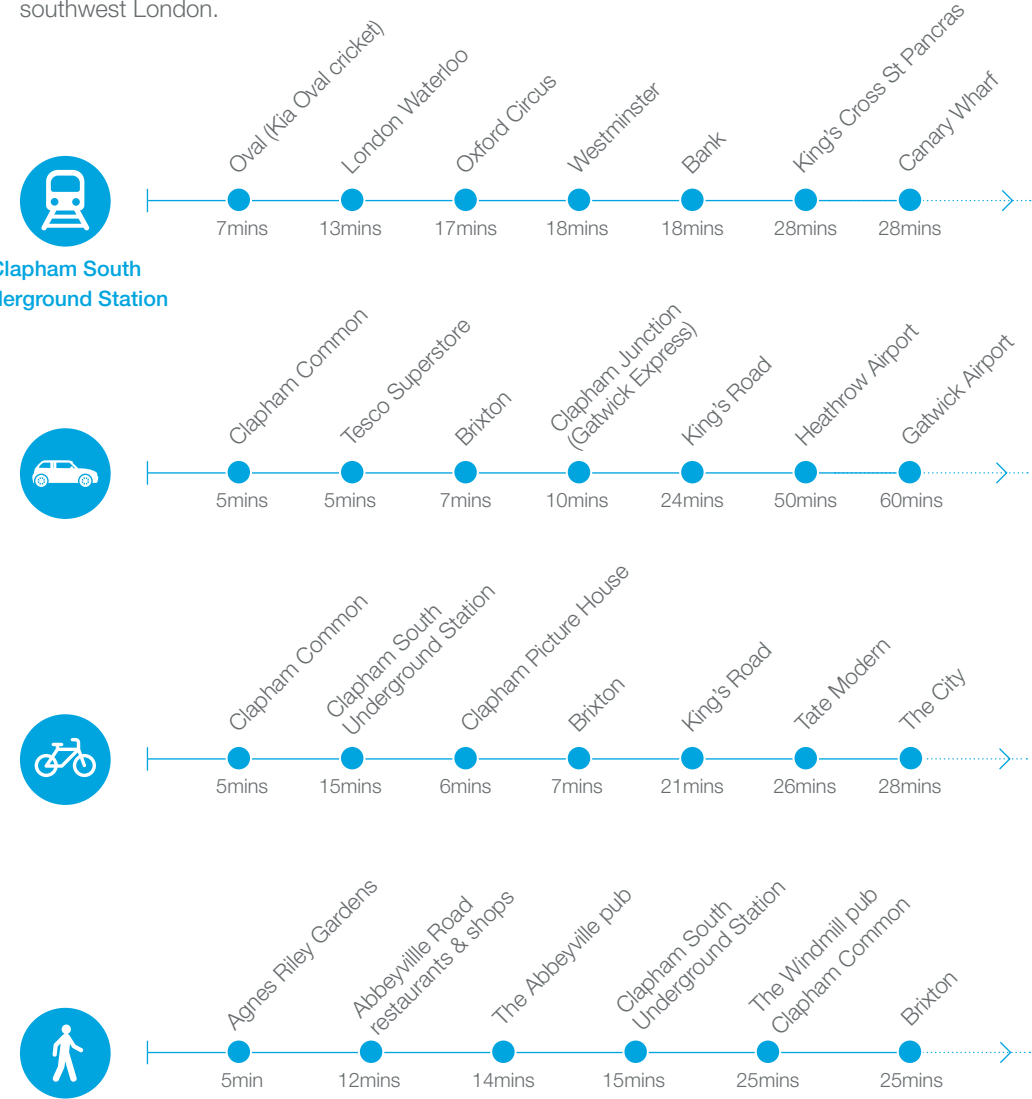 southwest London.
Oval (Kia Oval cricket)
London Waterloo
Oxford Circus
Westminster
Bank
King's Cross St Pancras
Canary Wharf
7mins
13mins
17mins
18mins
18mins
28mins
28mins
Clapham South
derground Station
Clapham Common
Tesco Superstore
Brixton
Clapham Junction
(Gatwick Express)
King's Road
Heathrow Airport
Gatwick Airport
5mins
5mins
7mins
10mins
24mins
50mins
60mins
Clapham Common
Clapham South
Underground Station
Clapham Picture House
Brixton
King's Road
Tate Modern
The City
5mins
15mins
6mins
7mins
21mins
26mins
28mins
Agnes Riley Gardens
Abbeyvillle Road
restaurants & shops
The Abbeyville pub
Clapham South
Underground Station
The Windmill pub
Clapham Common
Brixton
5min
12mins
14mins
15mins
25mins
25mins